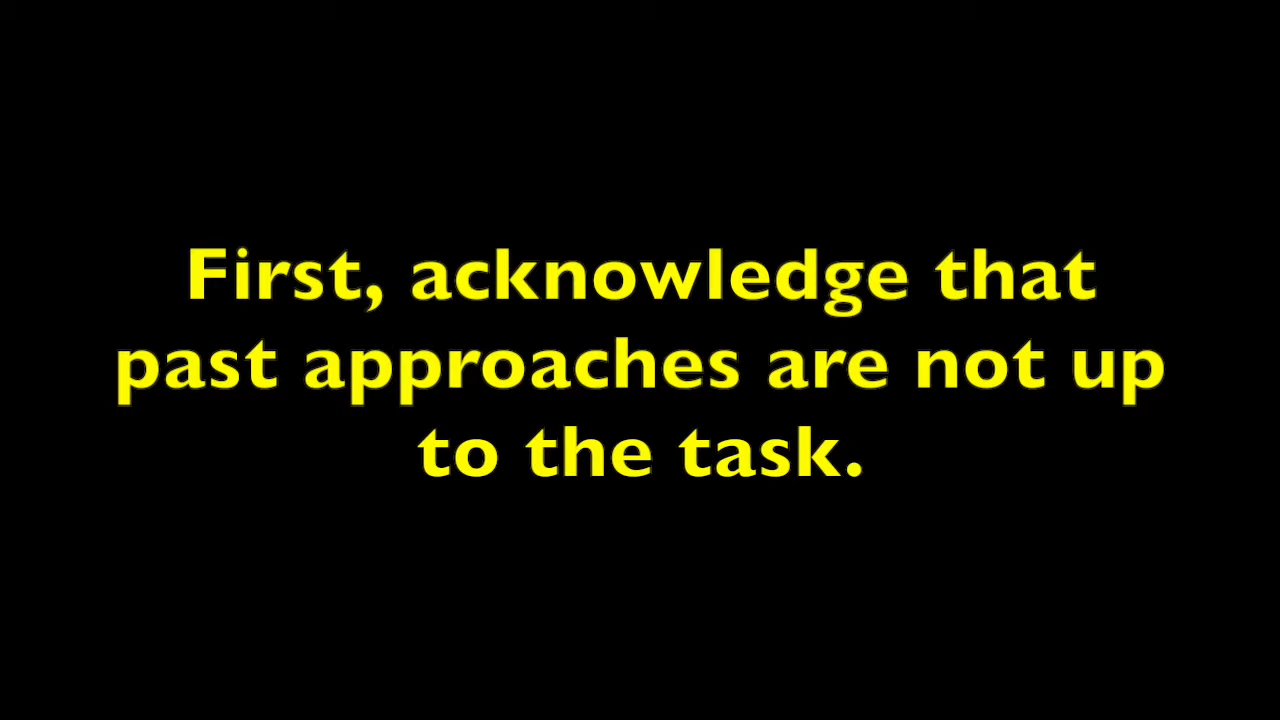 First, acknowledge that
past approaches are not up
to the task.